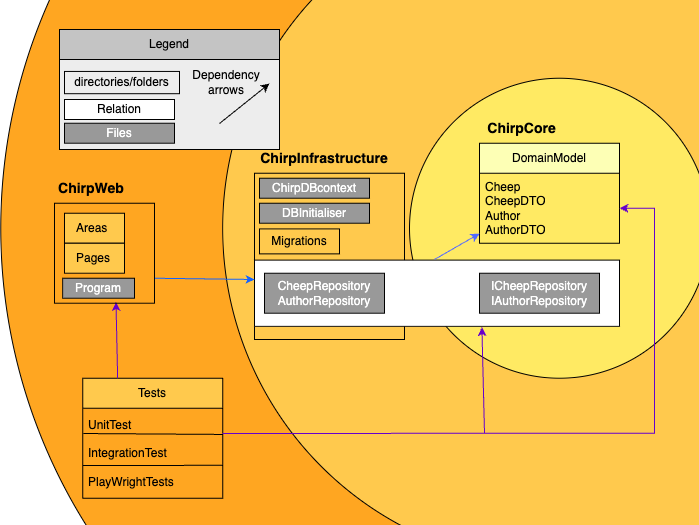 Legend
directories/folders
Relation
Files
Dependency
arrows
ChirpWeb
Areas
Pages
Program
ChirpInfrastructure
ChirpDBcontext
DBInitialiser
Migrations
CheepRepository
AuthorRepository
ChirpCore
DomainModel
Cheep
CheepDTO
Author
AuthorDTO
ICheepRepository
IAuthorRepository
Tests
UnitTest
IntegrationTest
PlayWrightTests